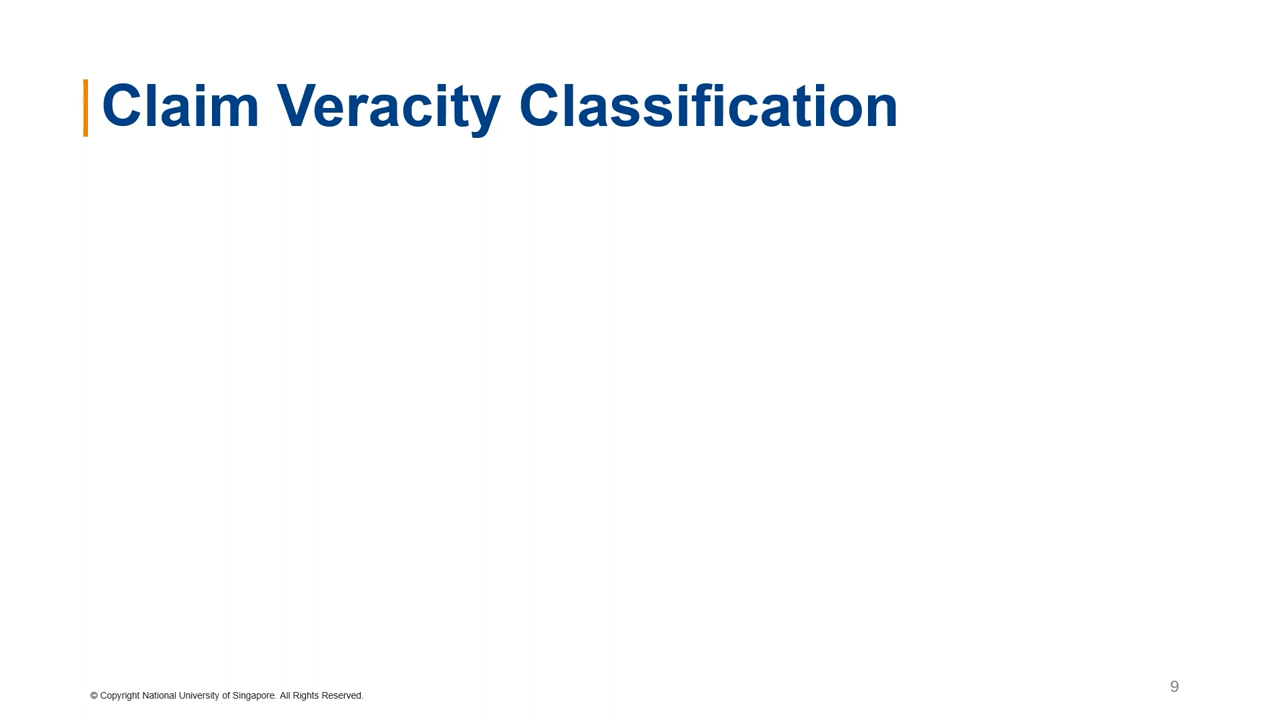 Claim Veracity Classification
© Copyright National University of Singapore. All Rights Reserved.
9